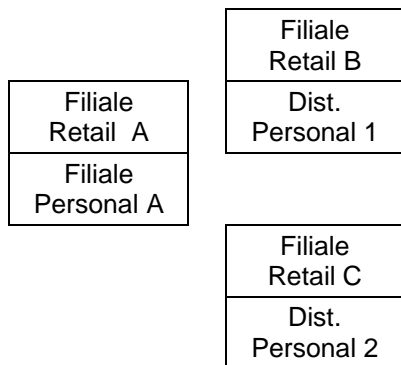 Filiale
Retail A
Filiale
Personal A
Filiale
Retail B
Dist.
Personal 1
Filiale
Retail C
Dist.
Personal 2